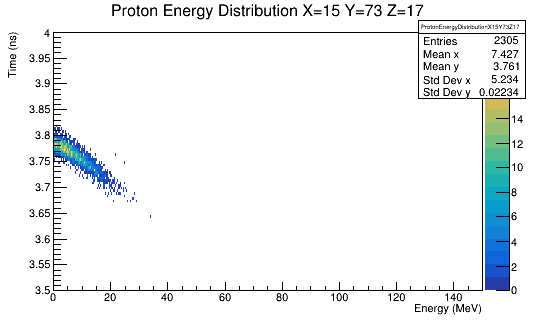 Proton Energy Distribution X=15 Y=73 Z=17
ProtonEnergyDistributionX15Y73Z17
Entries 2305
Mean x 7.427
Mean y 3.761
Std Dev x 5.234
Std Dev y 0.02234
Time (ns)
4
3.95
3.9
3.85
3.8
3.75
3.7
3.65
3.6
3.55
3.5
0 20 40 60 80 100 120 140
Energy (MeV)
14
12
10
8
6
4
2
0